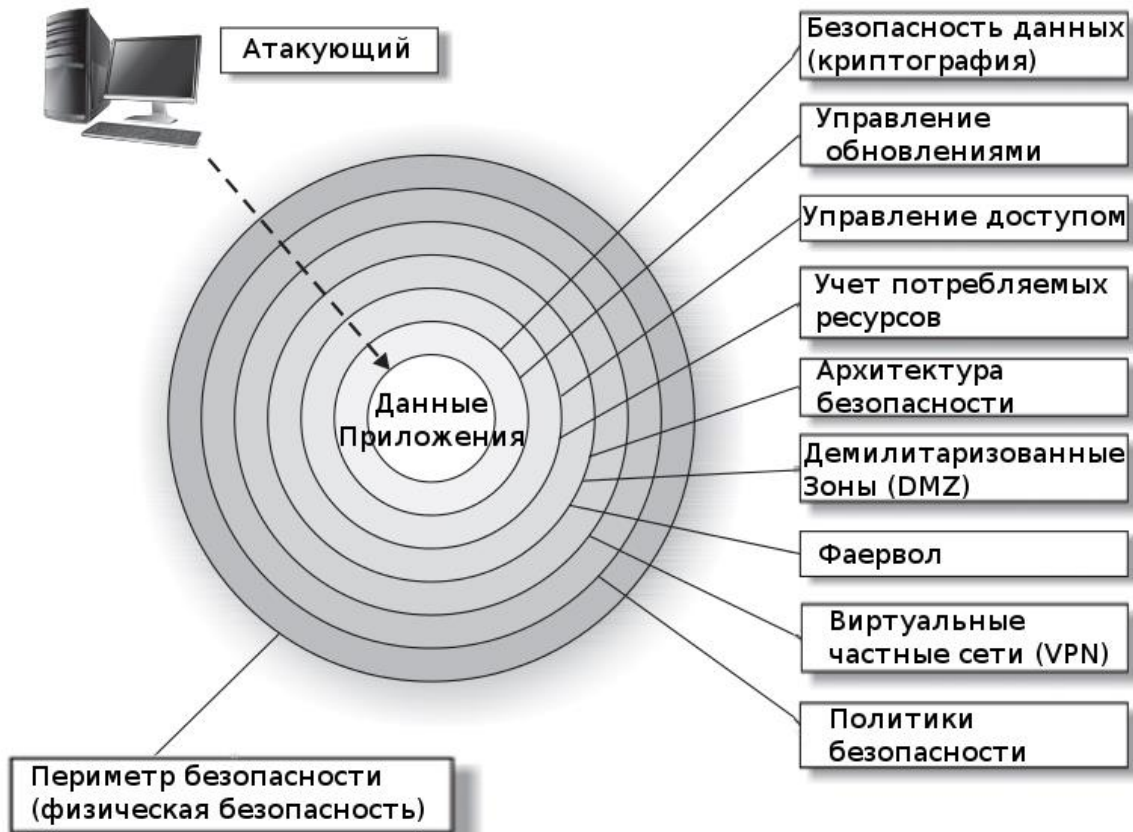 Атакующий
Безопасность данных
(криптография)
Управление
обновлениями
Управление доступом
Учет потребляемых
ресурсов
Архитектура
безопасности
Демилитаризованные
Зоны (DMZ)
Фаервол
Виртуальные
частные сети (VPN)
Политики
безопасности
Данные
Приложения
Периметр безопасности
(физическая безопасность)